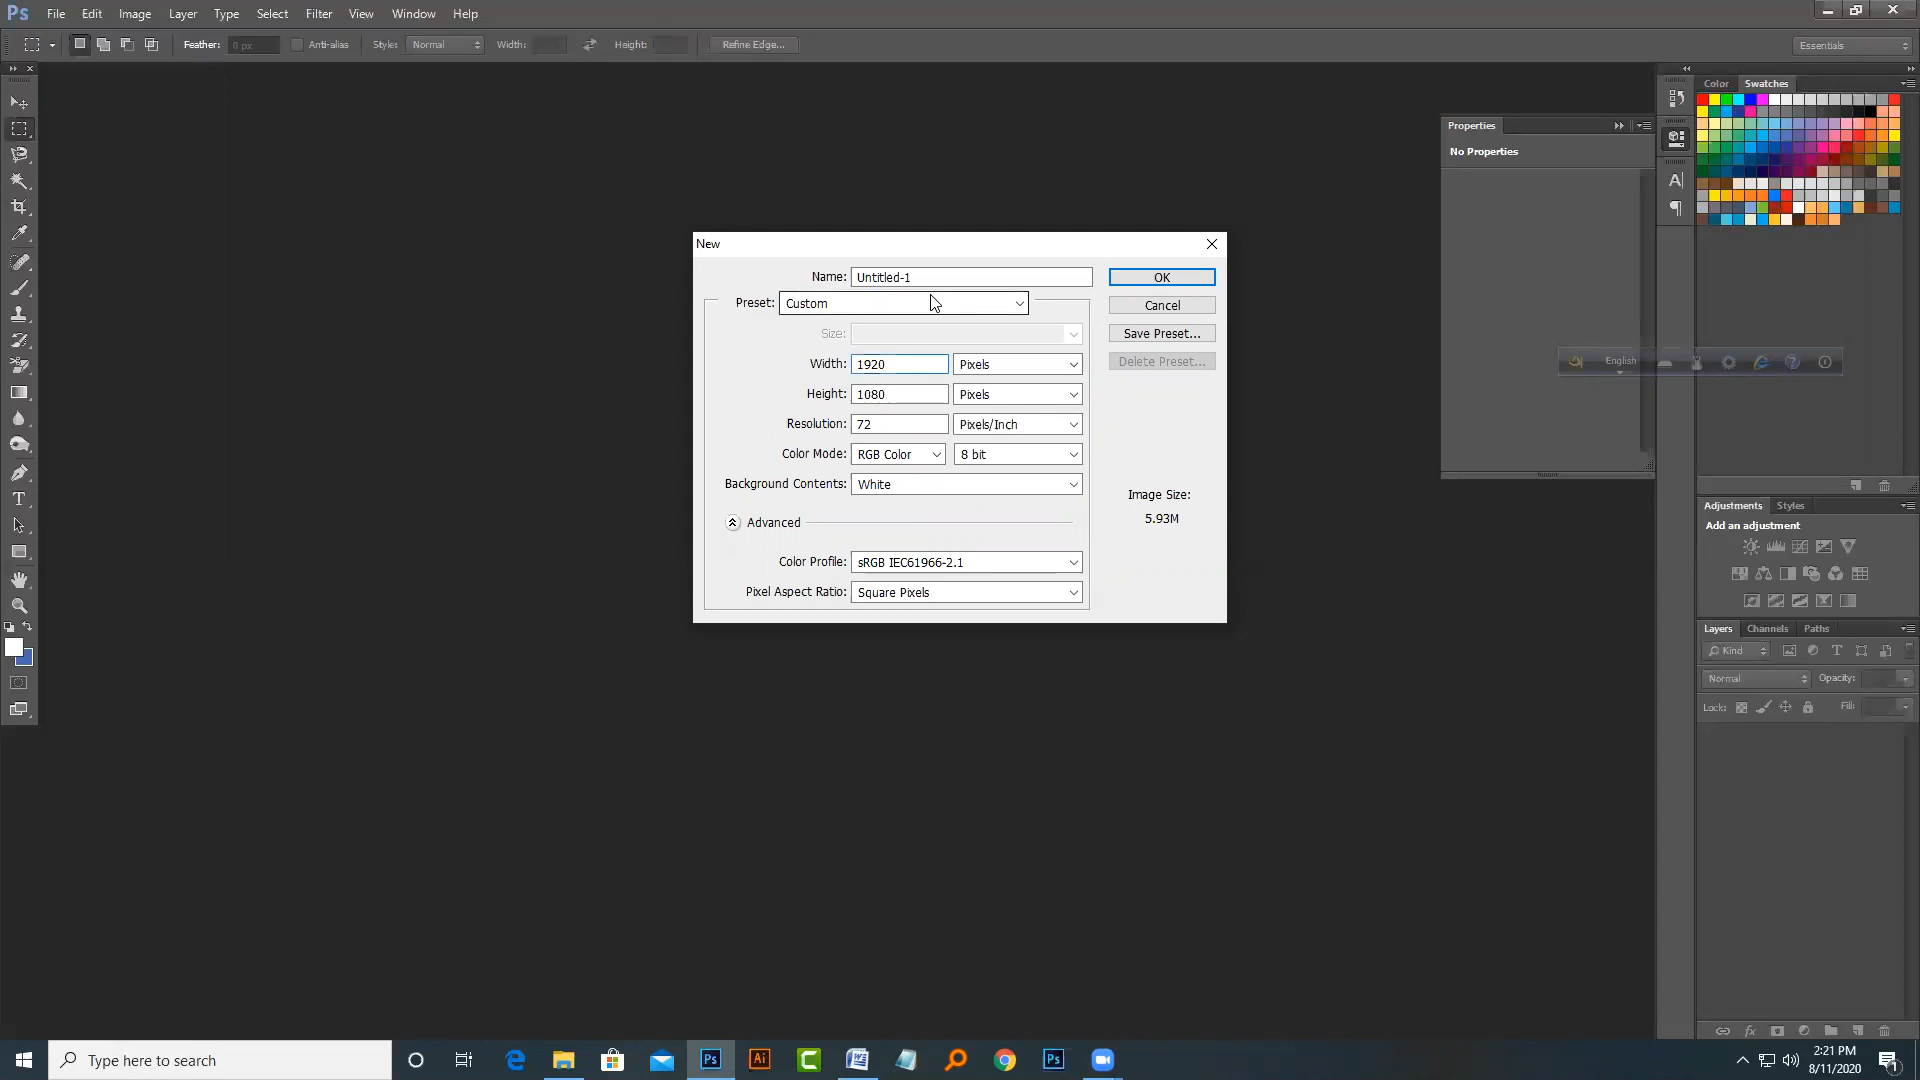 Ps File Edit Image Layer Type Select Filter View Window Help
Feather: 0 px Anti-alias Style: Normal Width: Height: Refine Edge... Essentials
Color Swatches
Properties
No Properties
New
Name: Untitled-1 OK
Preset: Custom Cancel
Size: Save Preset...
Width: 1920 Pixels Delete Preset...
English
Height: 1080 Pixels
Resolution: 72 Pixels/Inch
Color Mode: RGB Color 8 bit
Background Contents: White
Image Size:
5.93M
Advanced
Color Profile: sRGB IEC61966-2.1
Pixel Aspect Ratio: Square Pixels
Adjustments Styles
Add an adjustment
Layers Channels Paths
Kind
Normal Opacity:
Lock: Fill:
Type here to search
2:21 PM
8/11/2020